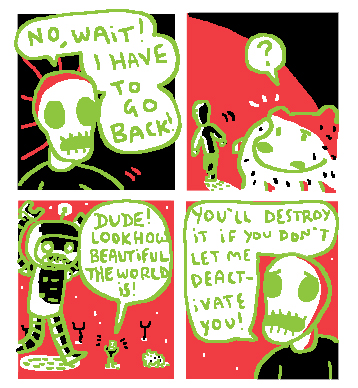 NO, WAIT!
I HAVE
TO
GO
BACK!
?
DUDE!
LOOK HOW
BEAUTIFUL
THE WORLD
IS!
YOU'LL DESTROY
IT IF YOU DON'T
LET ME
DEACT-
IVATE
YOU!